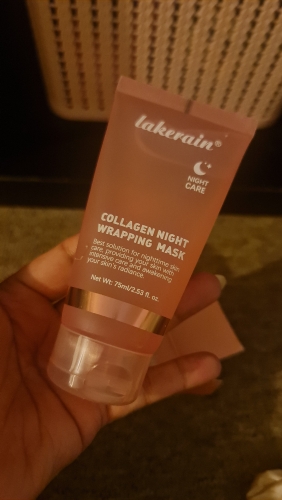 lakerain®
NIGHT
CARE
COLLAGEN NIGHT
WRAPPING MASK
Best solution for nighttime skin
care, providing your skin with
intensive care and awakening
your skin's radiance.
Net Wt: 75ml/2.53 fl. oz.